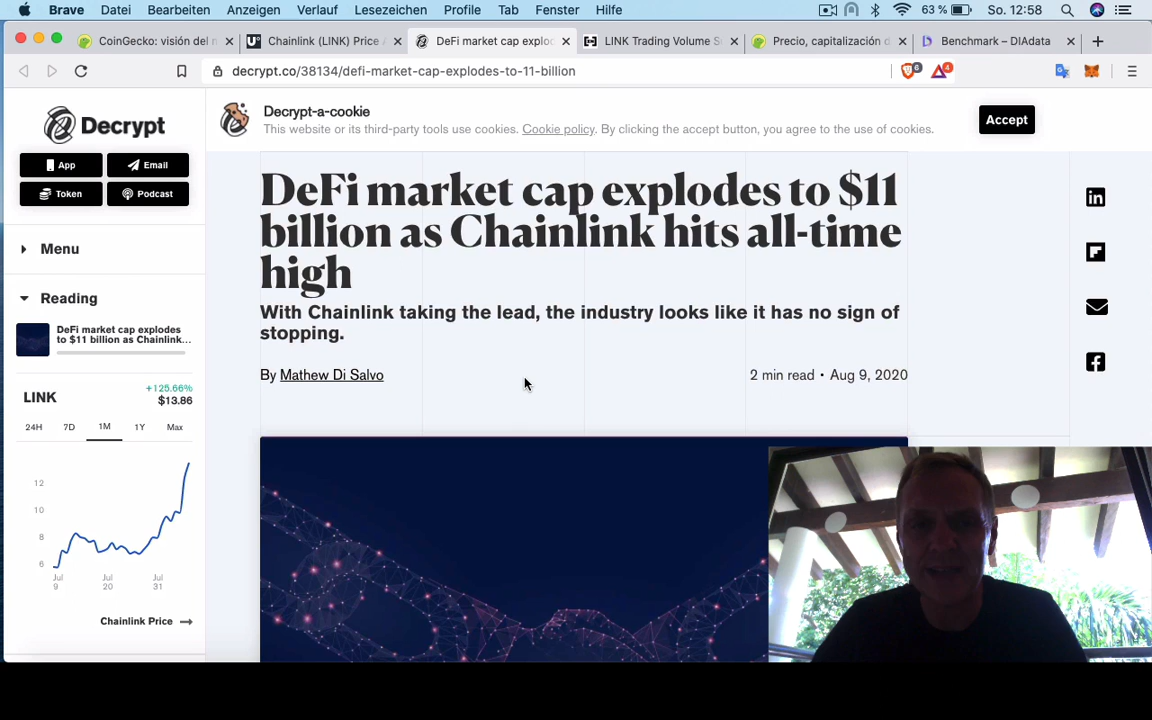 Brave Datei Bearbeiten Anzeigen Verlauf Lesezeichen Profile Tab Fenster Hilfe 63 % So. 12:58
CoinGecko: visión del Chainlink (LINK) Price DeFi market cap explo LINK Trading Volume Precio, capitalización Benchmark – DIAdata
decrypt.co/38134/defi-market-cap-explodes-to-11-billion 6 4
Decrypt
App Email
Token Podcast
Menu
Reading
DeFi market cap explodes
to $11 billion as Chainlink...
LINK +125.66%
$13.86
24H 7D 1M 1Y Max
12
10
8
6
Jul 9 Jul 20 Jul 31
Chainlink Price
Decrypt-a-cookie
This website or its third-party tools use cookies. Cookie policy. By clicking the accept button, you agree to the use of cookies.
Accept
DeFi market cap explodes to $11
billion as Chainlink hits all-time
high
With Chainlink taking the lead, the industry looks like it has no sign of
stopping.
By Mathew Di Salvo 2 min read • Aug 9, 2020